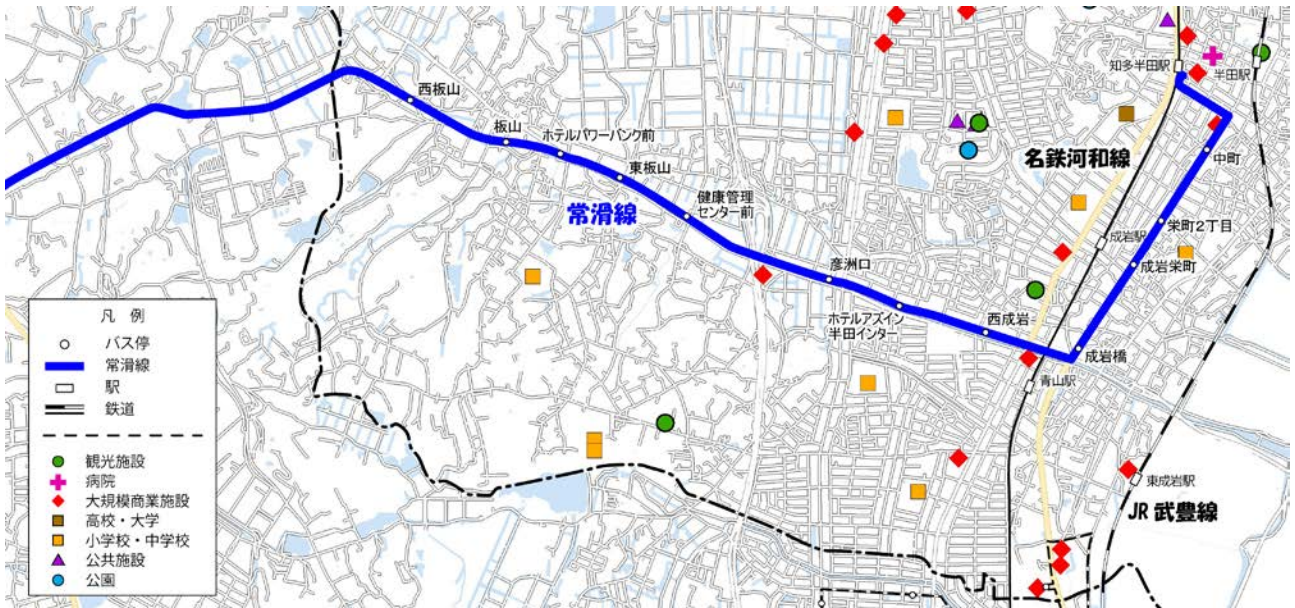 知多半田駅
半田駅
西板山
板山
ホテルパワーバンク前
東板山
中町
名鉄河和線
健康管理
センター前
常滑線
栄町2丁目
成岩駅
成岩栄町
彦洲口
ホテルアズイン
半田インター
西成岩
成岩橋
青山駅
東成岩駅
JR 武豊線
凡 例
バス停
常滑線
駅
鉄道
観光施設
病院
大規模商業施設
高校・大学
小学校・中学校
公共施設
公園